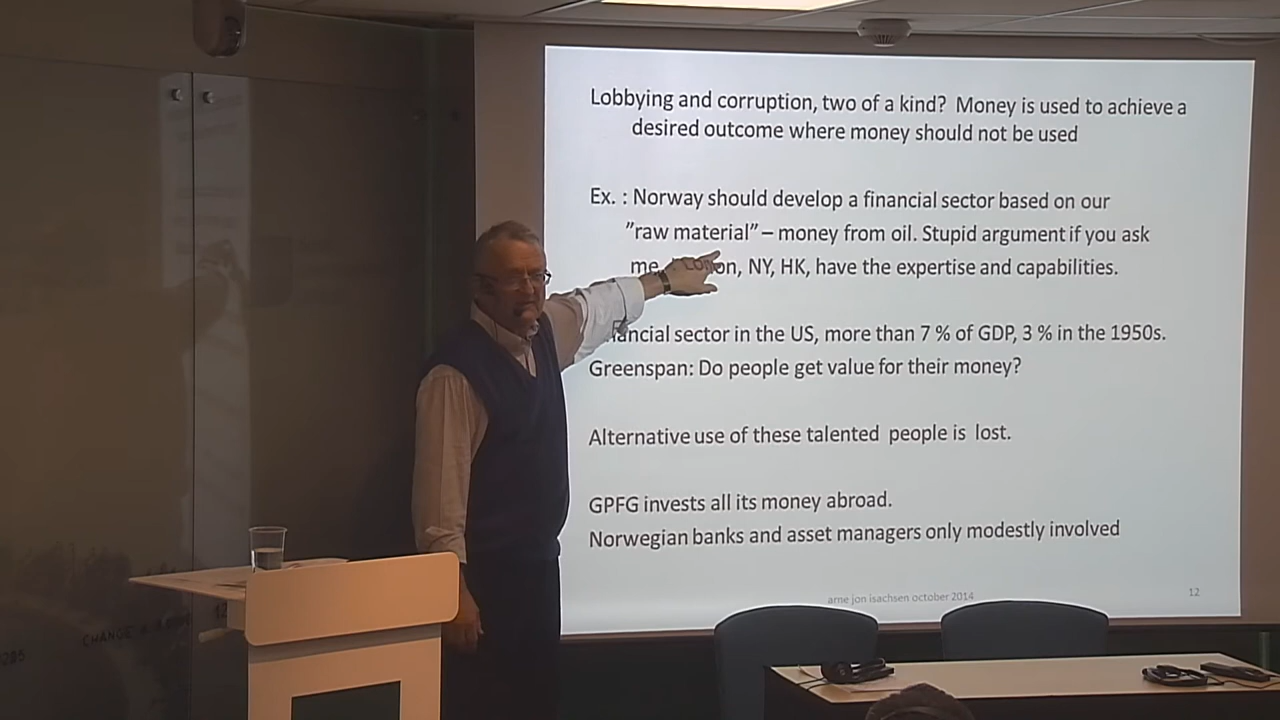 Lobbying and corruption, two of a kind? Money is used to achieve a
desired outcome where money should not be used
Ex. : Norway should develop a financial sector based on our
”raw material” – money from oil. Stupid argument if you ask
me, on, NY, HK, have the expertise and capabilities.
ancial sector in the US, more than 7 % of GDP, 3 % in the 1950s.
Greenspan: Do people get value for their money?
Alternative use of these talented people is lost.
GPFG invests all its money abroad.
Norwegian banks and asset managers only modestly involved
arne jon isachsen october 2014
12
CHANGE